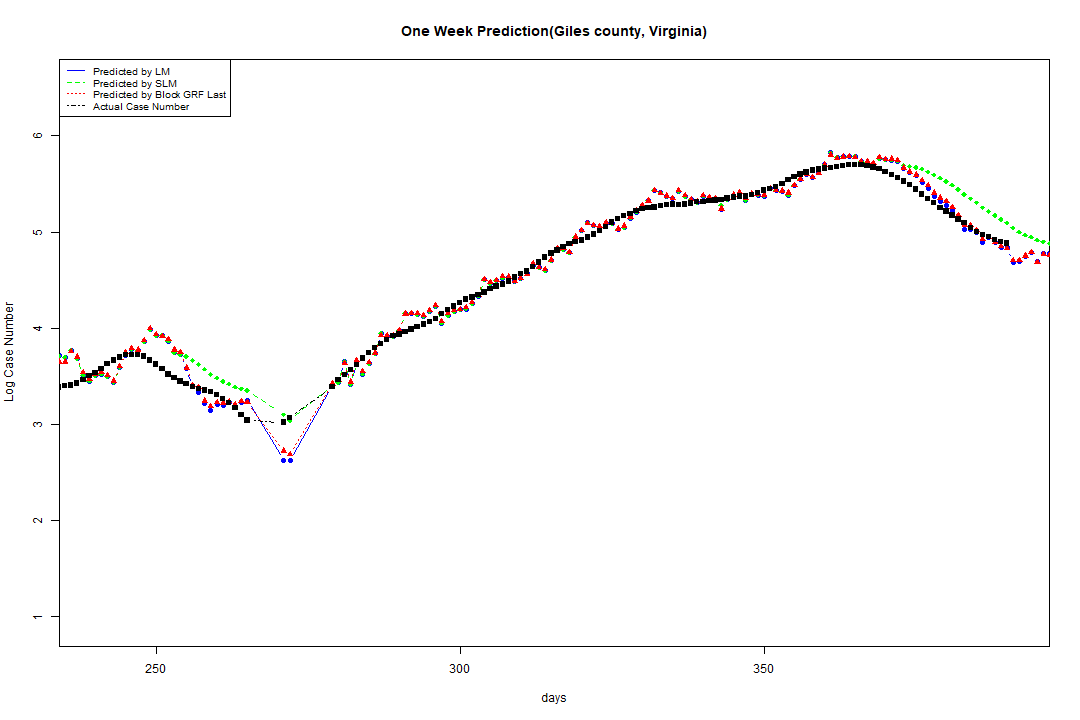 One Week Prediction(Giles county, Virginia)
Predicted by LM
Predicted by SLM
Predicted by Block GRF Last
Actual Case Number
6
5
4
3
2
1
Log Case Number
250 300 350
days